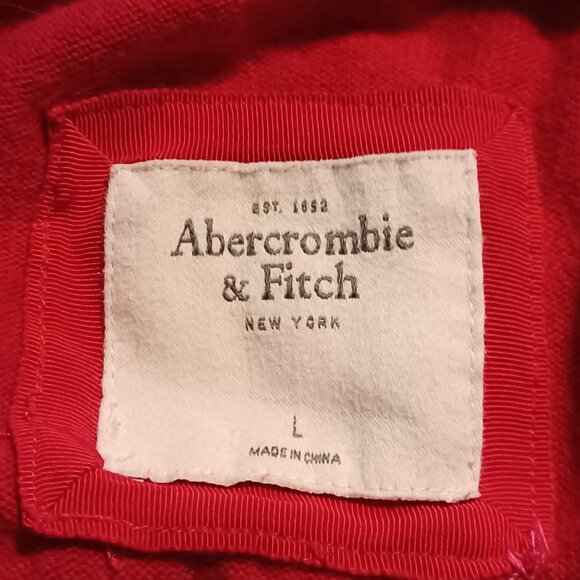 EST. 1892
Abercrombie
& Fitch
NEW YORK
L
MADE IN CHINA